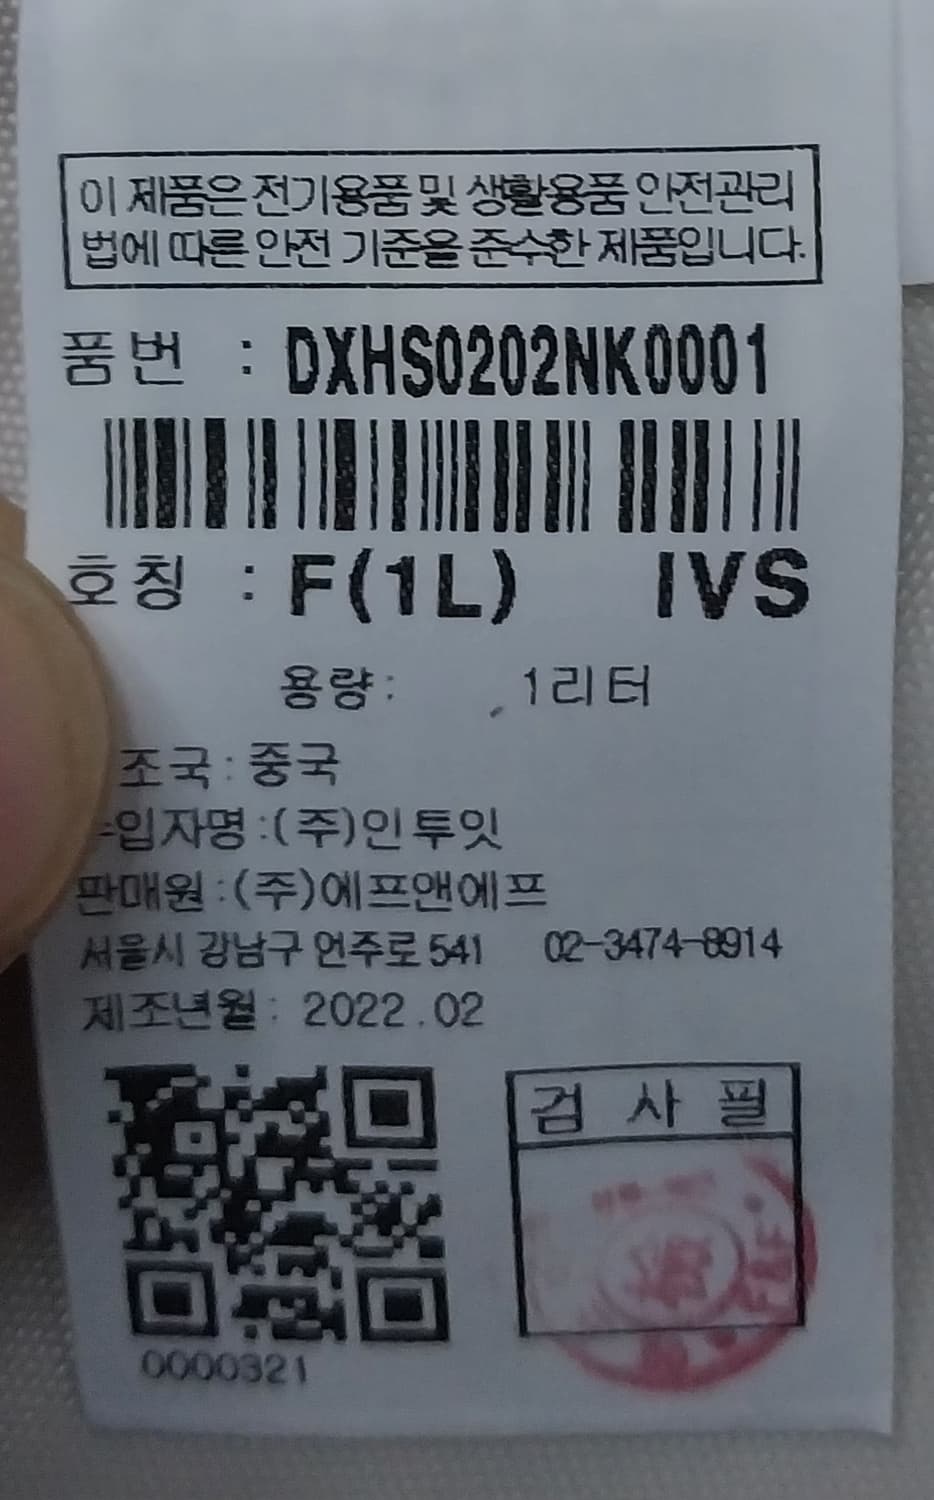 이 제품은 전기용품 및 생활용품 안전관리
법에 따른 안전 기준을 준수한 제품입니다.
품번 : DXHS0202NK0001
호칭 : F(1L) IVS
용량: 1리터
조국 : 중국
입자명 : (주)인투잇
판매원 : (주)에프앤에프
서울시 강남구 언주로 541 02-3474-8914
제조년월 : 2022.02
0000321
검사필